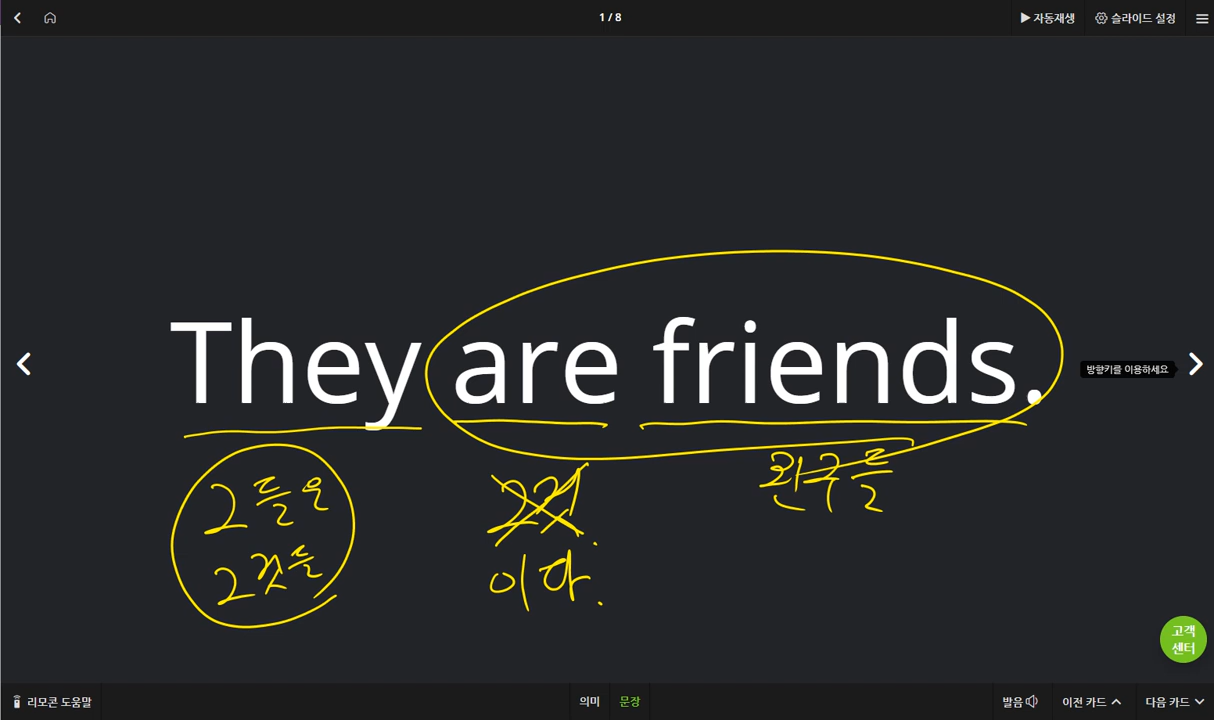 1 / 8
▶ 자동재생
슬라이드 설정
They are friends.
방향키를 이용하세요
그들은
친구들
그것들
이다.
고객
센터
리모콘 도움말
의미
문장
발음
이전 카드
다음 카드